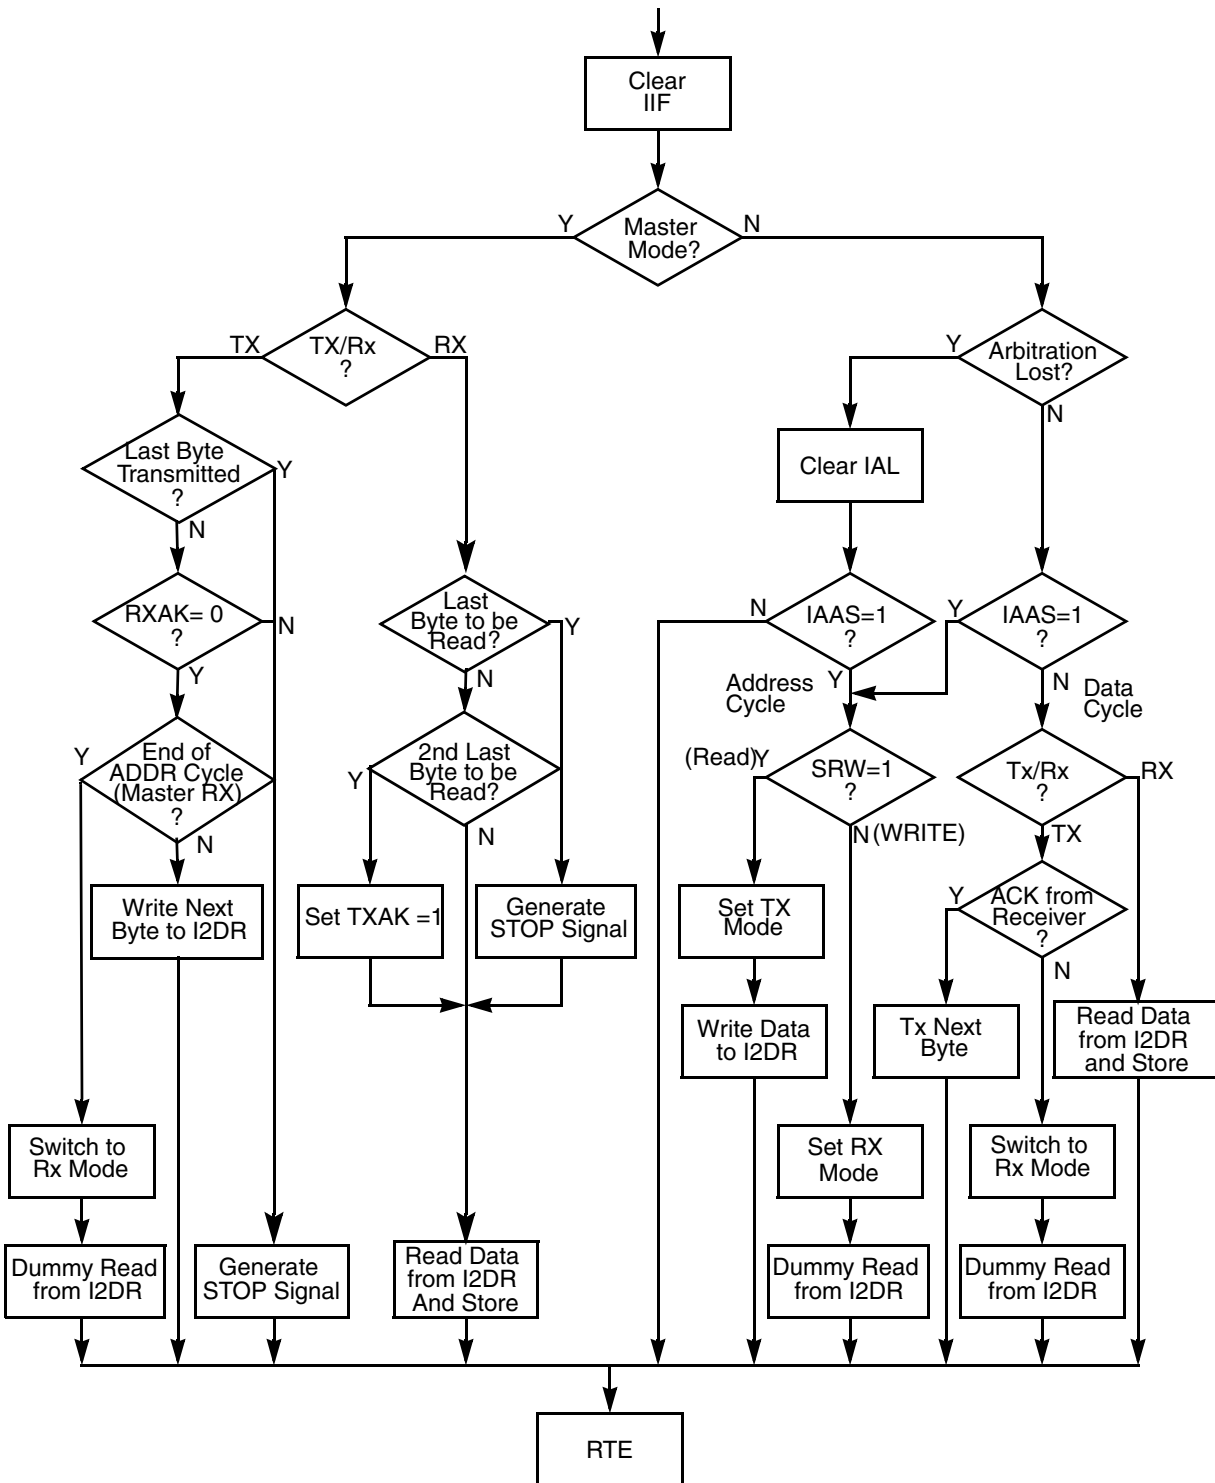 Clear
IIF
Y
Master
Mode?
N
TX
TX/Rx
?
RX
Y
Arbitration
Lost?
N
Last Byte
Transmitted
?
Y
N
Clear IAL
RXAK= 0
?
N
Y
Last
Byte to be
Read?
Y
N
N
IAAS=1
?
Y
Y
IAAS=1
?
N
Address
Cycle
Data
Cycle
Y
End of
ADDR Cycle
(Master RX)
?
N
Y
2nd Last
Byte to be
Read?
N
(Read)
Y
SRW=1
?
N
(WRITE)
Tx/Rx
?
RX
TX
Write Next
Byte to I2DR
Set TXAK =1
Generate
STOP Signal
Set TX
Mode
Y
ACK from
Receiver
?
N
Write Data
to I2DR
Tx Next
Byte
Read Data
from I2DR
and Store
Switch to
Rx Mode
Set RX
Mode
Switch to
Rx Mode
Dummy Read
from I2DR
Generate
STOP Signal
Read Data
from I2DR
And Store
Dummy Read
from I2DR
Dummy Read
from I2DR
RTE